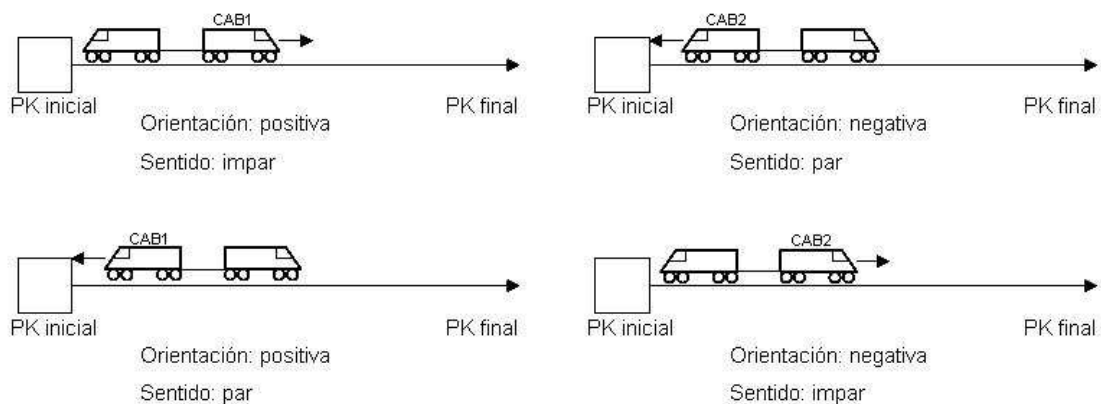 CAB1
PK inicial
PK final
Orientación: positiva
Sentido: impar
CAB2
PK inicial
PK final
Orientación: negativa
Sentido: par
CAB1
PK inicial
PK final
Orientación: positiva
Sentido: par
CAB2
PK inicial
PK final
Orientación: negativa
Sentido: impar